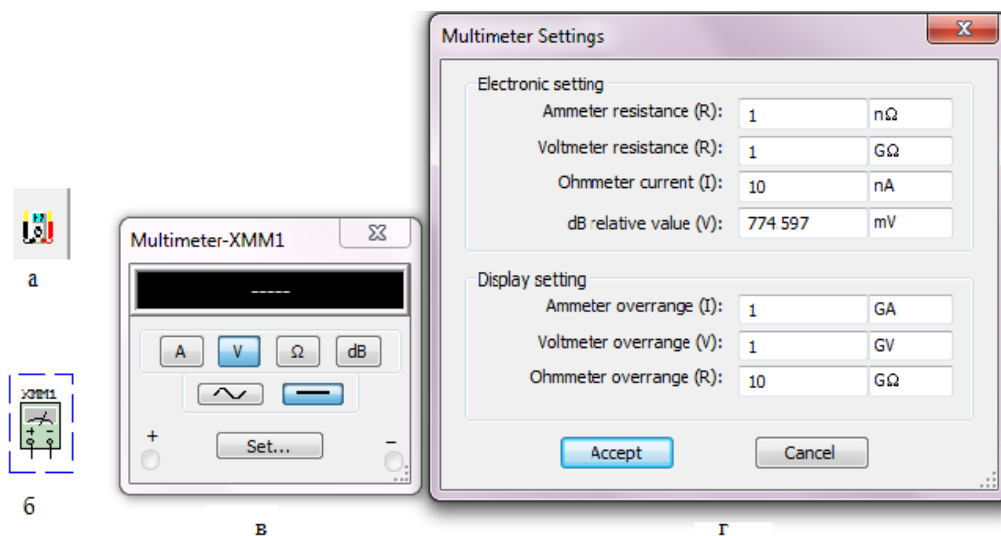 а
XMM1
б
Multimeter-XMM1
-----
A V Ω dB
Set...
+ -
в
Multimeter Settings
X
Electronic setting
Ammeter resistance (R): 1 nΩ
Voltmeter resistance (R): 1 GΩ
Ohmmeter current (I): 10 nA
dB relative value (V): 774.597 mV
Display setting
Ammeter overrange (I): 1 GA
Voltmeter overrange (V): 1 GV
Ohmmeter overrange (R): 10 GΩ
Accept Cancel
г